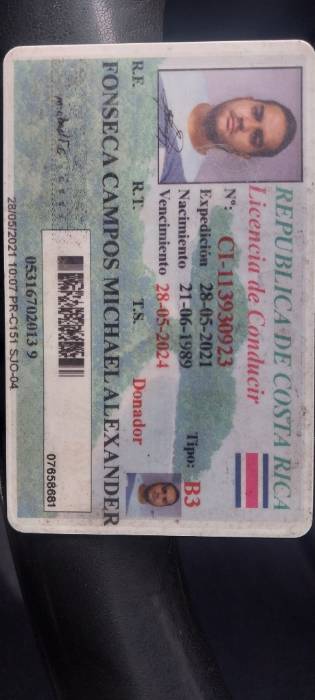 REPUBLICA DE COSTA RICA
Licencia de Conducir
Nº: CI-113930923
Expedición 28-05-2021
Nacimiento 21-06-1989
Tipo: B3
Vencimiento 28-05-2024
R.F. R.T. T.S. Donador
FONSECA CAMPOS MICHAEL ALEXANDER
07658681
05316702013 9
28/05/2021 10:07 PR-C151 SJO-04